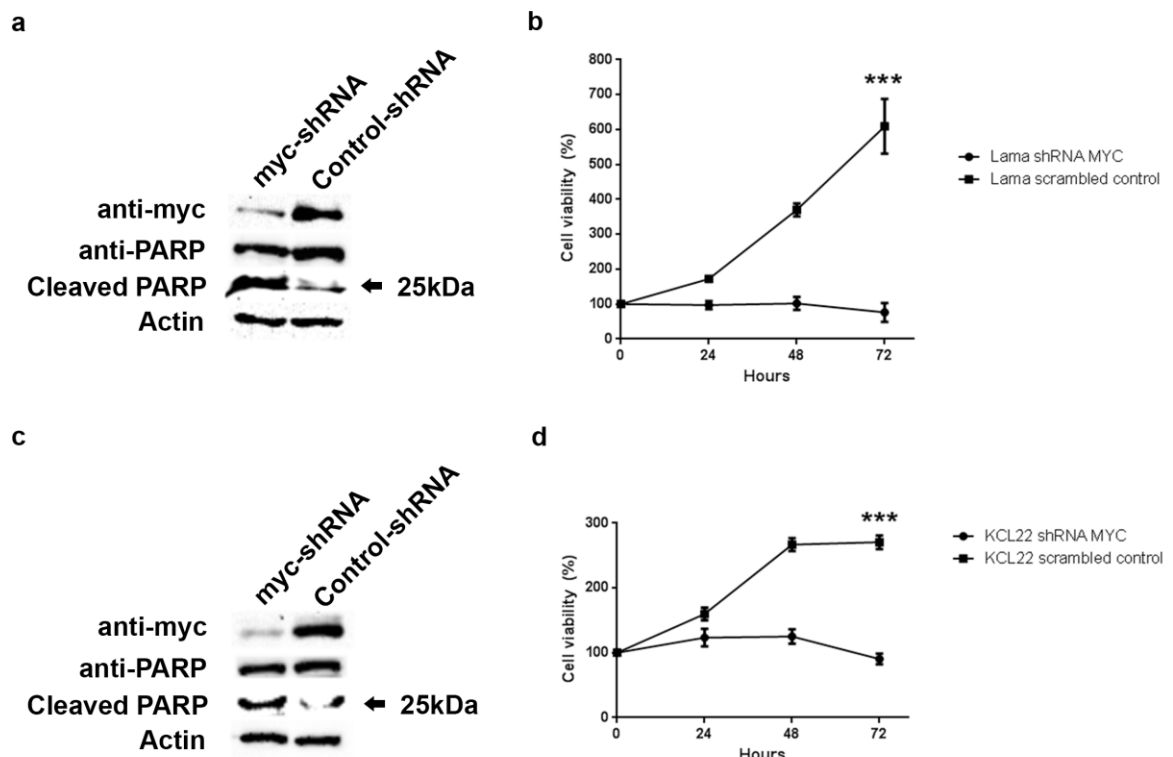 a
myc-shRNA
Control-shRNA
anti-myc
anti-PARP
Cleaved PARP
25kDa
Actin
b
800
700
600
500
400
300
200
100
0
0 24 48 72
Cell viability (%)
Hours
***
Lama shRNA MYC
Lama scrambled control
c
myc-shRNA
Control-shRNA
anti-myc
anti-PARP
Cleaved PARP
25kDa
Actin
d
300
200
100
0
0 24 48 72
Cell viability (%)
Hours
***
KCL22 shRNA MYC
KCL22 scrambled control